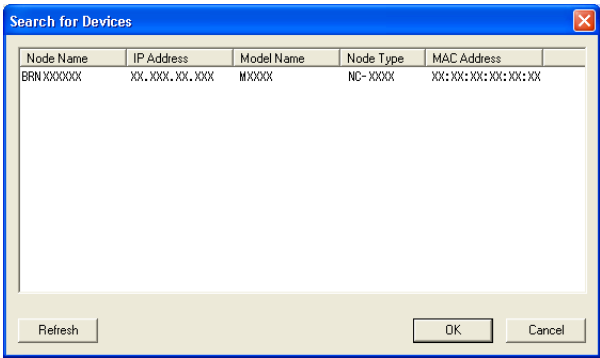 Search for Devices
Node Name IP Address Model Name Node Type MAC Address
BRNXXXXXX XX.XXX.XX.XXX MXXXX NC-XXXX XX:XX:XX:XX:XX:XX
Refresh OK Cancel